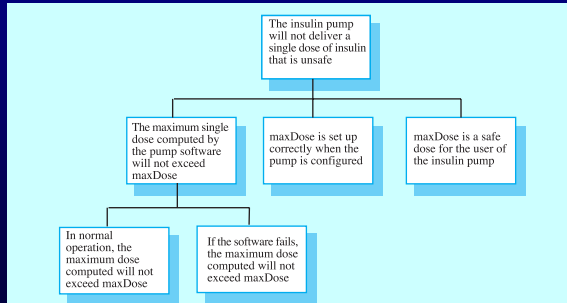 The insulin pump
will not deliver a
single dose of insulin
that is unsafe
The maximum single
dose computed by
the pump software
will not exceed
maxDose
maxDose is set up
correctly when the
pump is configured
maxDose is a safe
dose for the user of
the insulin pump
In normal
operation, the
maximum dose
computed will not
exceed maxDose
If the software fails,
the maximum dose
computed will not
exceed maxDose